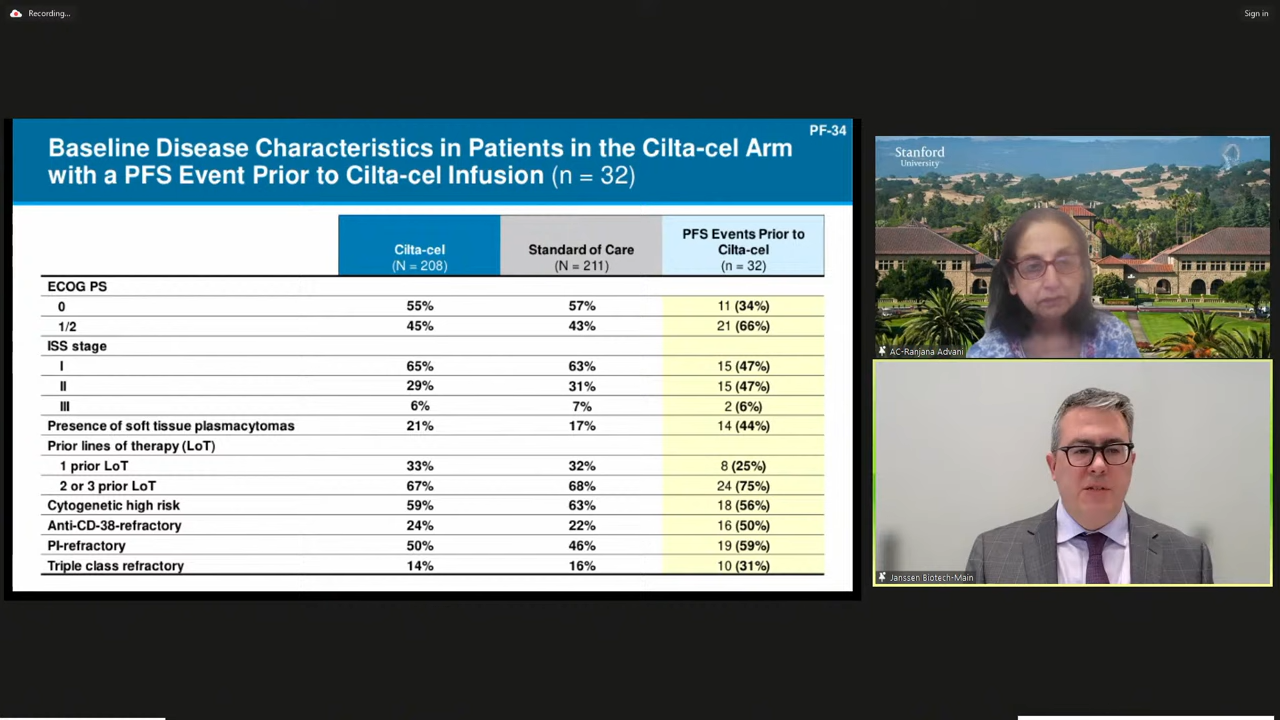 Recording...
Sign in
PF-34
Baseline Disease Characteristics in Patients in the Cilta-cel Arm
with a PFS Event Prior to Cilta-cel Infusion (n = 32)
Cilta-cel
(N = 208)
Standard of Care
(N = 211)
PFS Events Prior to
Cilta-cel
(n = 32)
ECOG PS
0 55% 57% 11 (34%)
1/2 45% 43% 21 (66%)
ISS stage
I 65% 63% 15 (47%)
II 29% 31% 15 (47%)
III 6% 7% 2 (6%)
Presence of soft tissue plasmacytomas 21% 17% 14 (44%)
Prior lines of therapy (LoT)
1 prior LoT 33% 32% 8 (25%)
2 or 3 prior LoT 67% 68% 24 (75%)
Cytogenetic high risk 59% 63% 18 (56%)
Anti-CD-38-refractory 24% 22% 16 (50%)
PI-refractory 50% 46% 19 (59%)
Triple class refractory 14% 16% 10 (31%)
Stanford
University
AC-Ranjana Advani
Janssen Biotech-Main